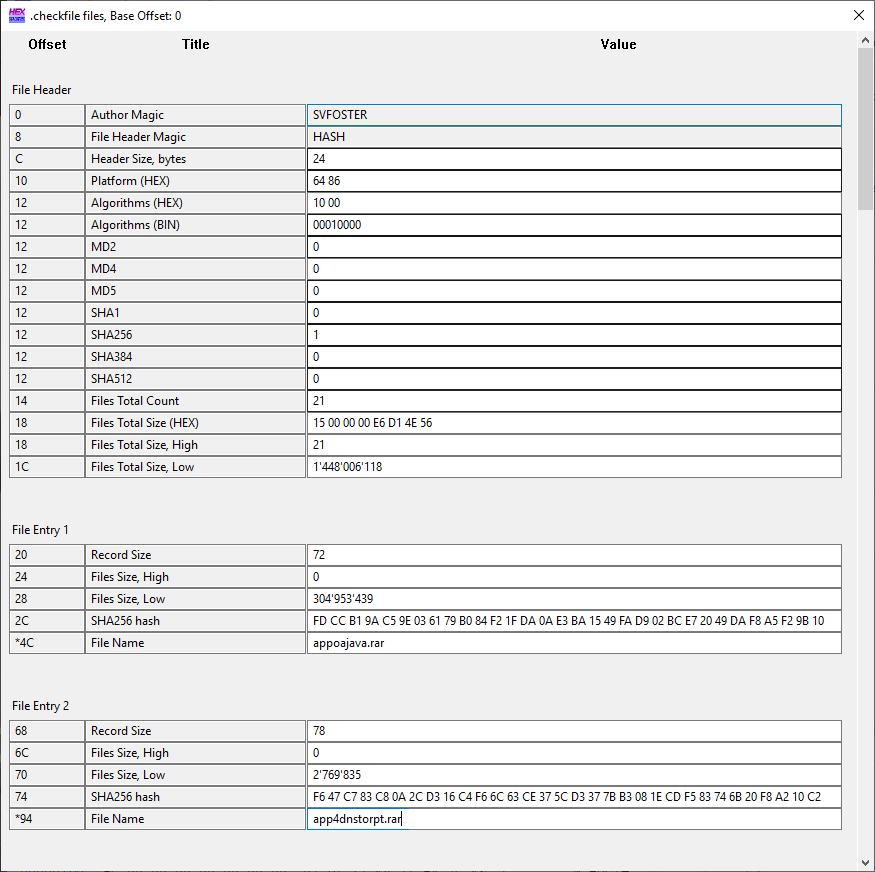 HEX
.checkfile files, Base Offset: 0
Offset Title Value
File Header
0 Author Magic SVFOSTER
8 File Header Magic HASH
C Header Size, bytes 24
10 Platform (HEX) 64 86
12 Algorithms (HEX) 10 00
12 Algorithms (BIN) 00010000
12 MD2 0
12 MD4 0
12 MD5 0
12 SHA1 0
12 SHA256 1
12 SHA384 0
12 SHA512 0
14 Files Total Count 21
18 Files Total Size (HEX) 15 00 00 00 E6 D1 4E 56
18 Files Total Size, High 21
1C Files Total Size, Low 1'448'006'118
File Entry 1
20 Record Size 72
24 Files Size, High 0
28 Files Size, Low 304'953'439
2C SHA256 hash FD CC B1 9A C5 9E 03 61 79 B0 84 F2 1F DA 0A E3 BA 15 49 FA D9 02 BC E7 20 49 DA F8 A5 F2 9B 10
*4C File Name appoajava.rar
File Entry 2
68 Record Size 78
6C Files Size, High 0
70 Files Size, Low 2'769'835
74 SHA256 hash F6 47 C7 83 C8 0A 2C D3 16 C4 F6 6C 63 CE 37 5C D3 37 7B B3 08 1E CD F5 83 74 6B 20 F8 A2 10 C2
*94 File Name app4dnstorpt.rar